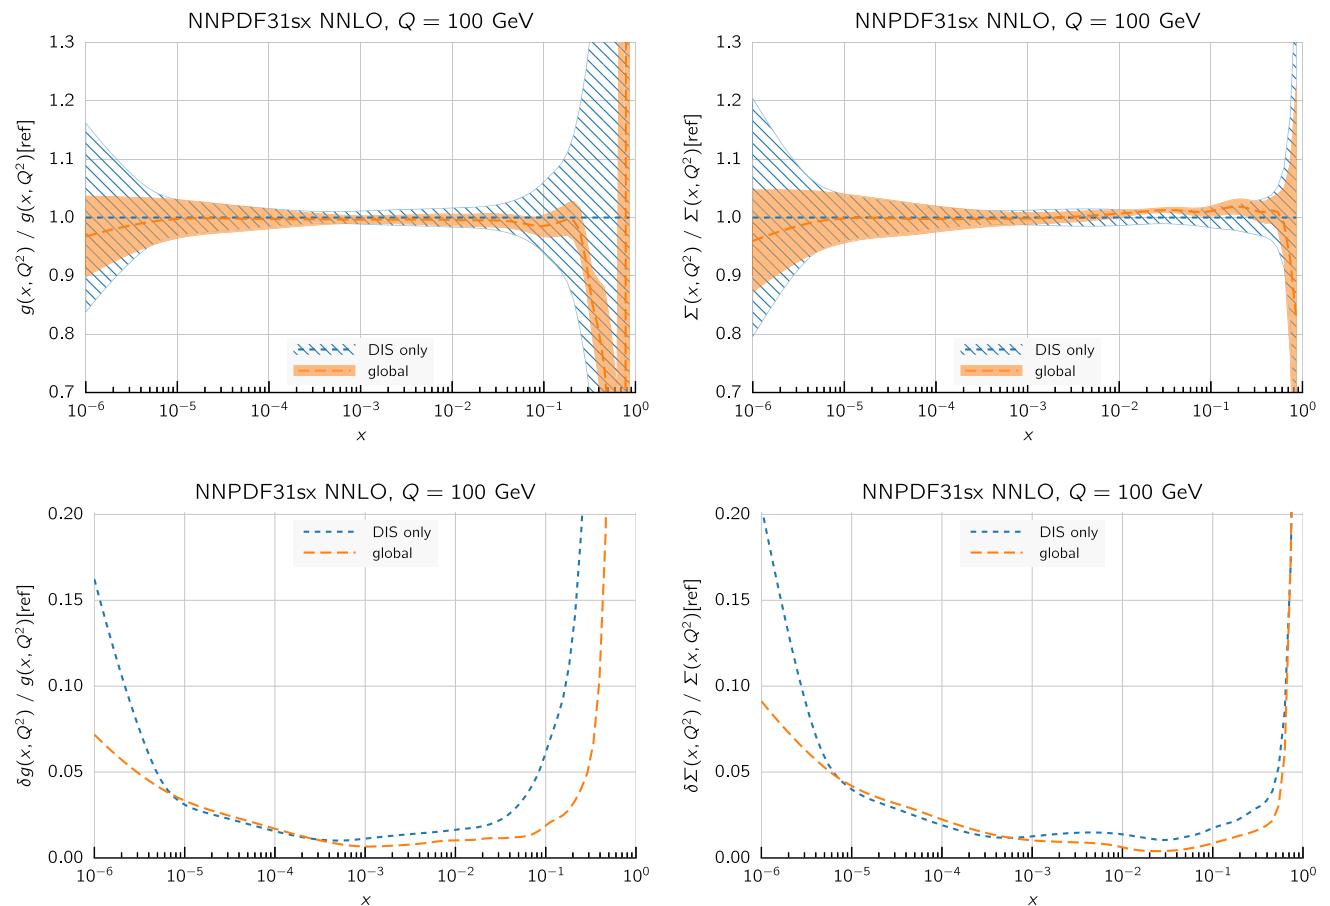 NNPDF31sx NNLO, Q = 100 GeV
g(x, Q²) / g(x, Q²)[ref]
1.3
1.2
1.1
1.0
0.9
0.8
0.7
DIS only
global
10⁻⁶ 10⁻⁵ 10⁻⁴ 10⁻³ 10⁻² 10⁻¹ 10⁰
x
NNPDF31sx NNLO, Q = 100 GeV
Σ(x, Q²) / Σ(x, Q²)[ref]
1.3
1.2
1.1
1.0
0.9
0.8
0.7
DIS only
global
10⁻⁶ 10⁻⁵ 10⁻⁴ 10⁻³ 10⁻² 10⁻¹ 10⁰
x
NNPDF31sx NNLO, Q = 100 GeV
δg(x, Q²) / g(x, Q²)[ref]
0.20
0.15
0.10
0.05
0.00
DIS only
global
10⁻⁶ 10⁻⁵ 10⁻⁴ 10⁻³ 10⁻² 10⁻¹ 10⁰
x
NNPDF31sx NNLO, Q = 100 GeV
δΣ(x, Q²) / Σ(x, Q²)[ref]
0.20
0.15
0.10
0.05
0.00
DIS only
global
10⁻⁶ 10⁻⁵ 10⁻⁴ 10⁻³ 10⁻² 10⁻¹ 10⁰
x